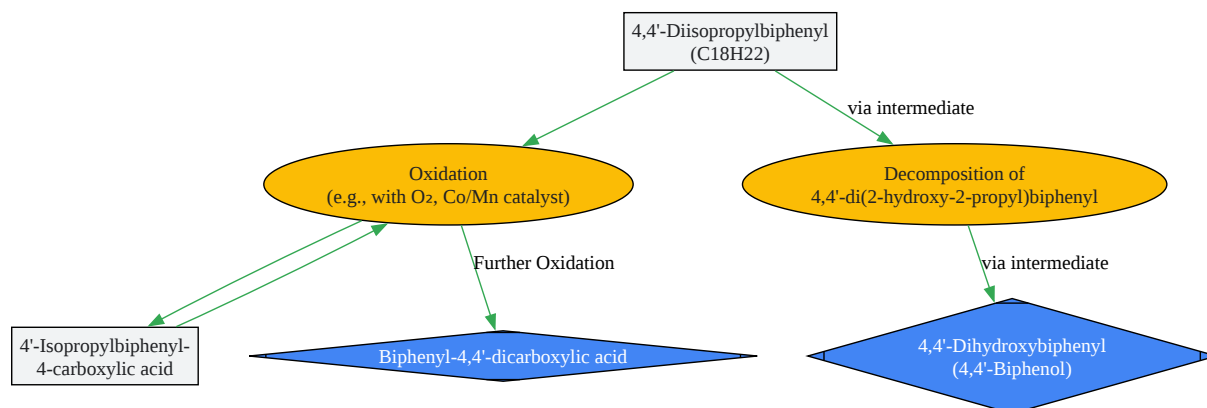 4,4'-Diisopropylbiphenyl
(C18H22)
via intermediate
Oxidation
(e.g., with O₂, Co/Mn catalyst)
Decomposition of
4,4'-di(2-hydroxy-2-propyl)biphenyl
Further Oxidation
via intermediate
4'-Isopropylbiphenyl-
4-carboxylic acid
Biphenyl-4,4'-dicarboxylic acid
4,4'-Dihydroxybiphenyl
(4,4'-Biphenol)